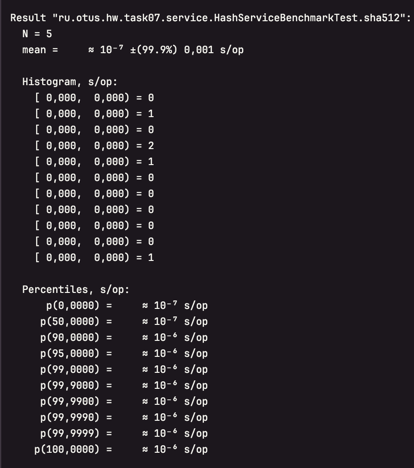 Result "ru.otus.hw.task07.service.HashServiceBenchmarkTest.sha512":
N = 5
mean = ≈ 10⁻⁷ ±(99.9%) 0,001 s/op
Histogram, s/op:
[ 0,000, 0,000) = 0
[ 0,000, 0,000) = 1
[ 0,000, 0,000) = 0
[ 0,000, 0,000) = 2
[ 0,000, 0,000) = 1
[ 0,000, 0,000) = 0
[ 0,000, 0,000) = 0
[ 0,000, 0,000) = 0
[ 0,000, 0,000) = 0
[ 0,000, 0,000) = 0
[ 0,000, 0,000) = 1
Percentiles, s/op:
p(0,0000) = ≈ 10⁻⁷ s/op
p(50,0000) = ≈ 10⁻⁷ s/op
p(90,0000) = ≈ 10⁻⁶ s/op
p(95,0000) = ≈ 10⁻⁶ s/op
p(99,0000) = ≈ 10⁻⁶ s/op
p(99,9000) = ≈ 10⁻⁶ s/op
p(99,9900) = ≈ 10⁻⁶ s/op
p(99,9990) = ≈ 10⁻⁶ s/op
p(99,9999) = ≈ 10⁻⁶ s/op
p(100,0000) = ≈ 10⁻⁶ s/op